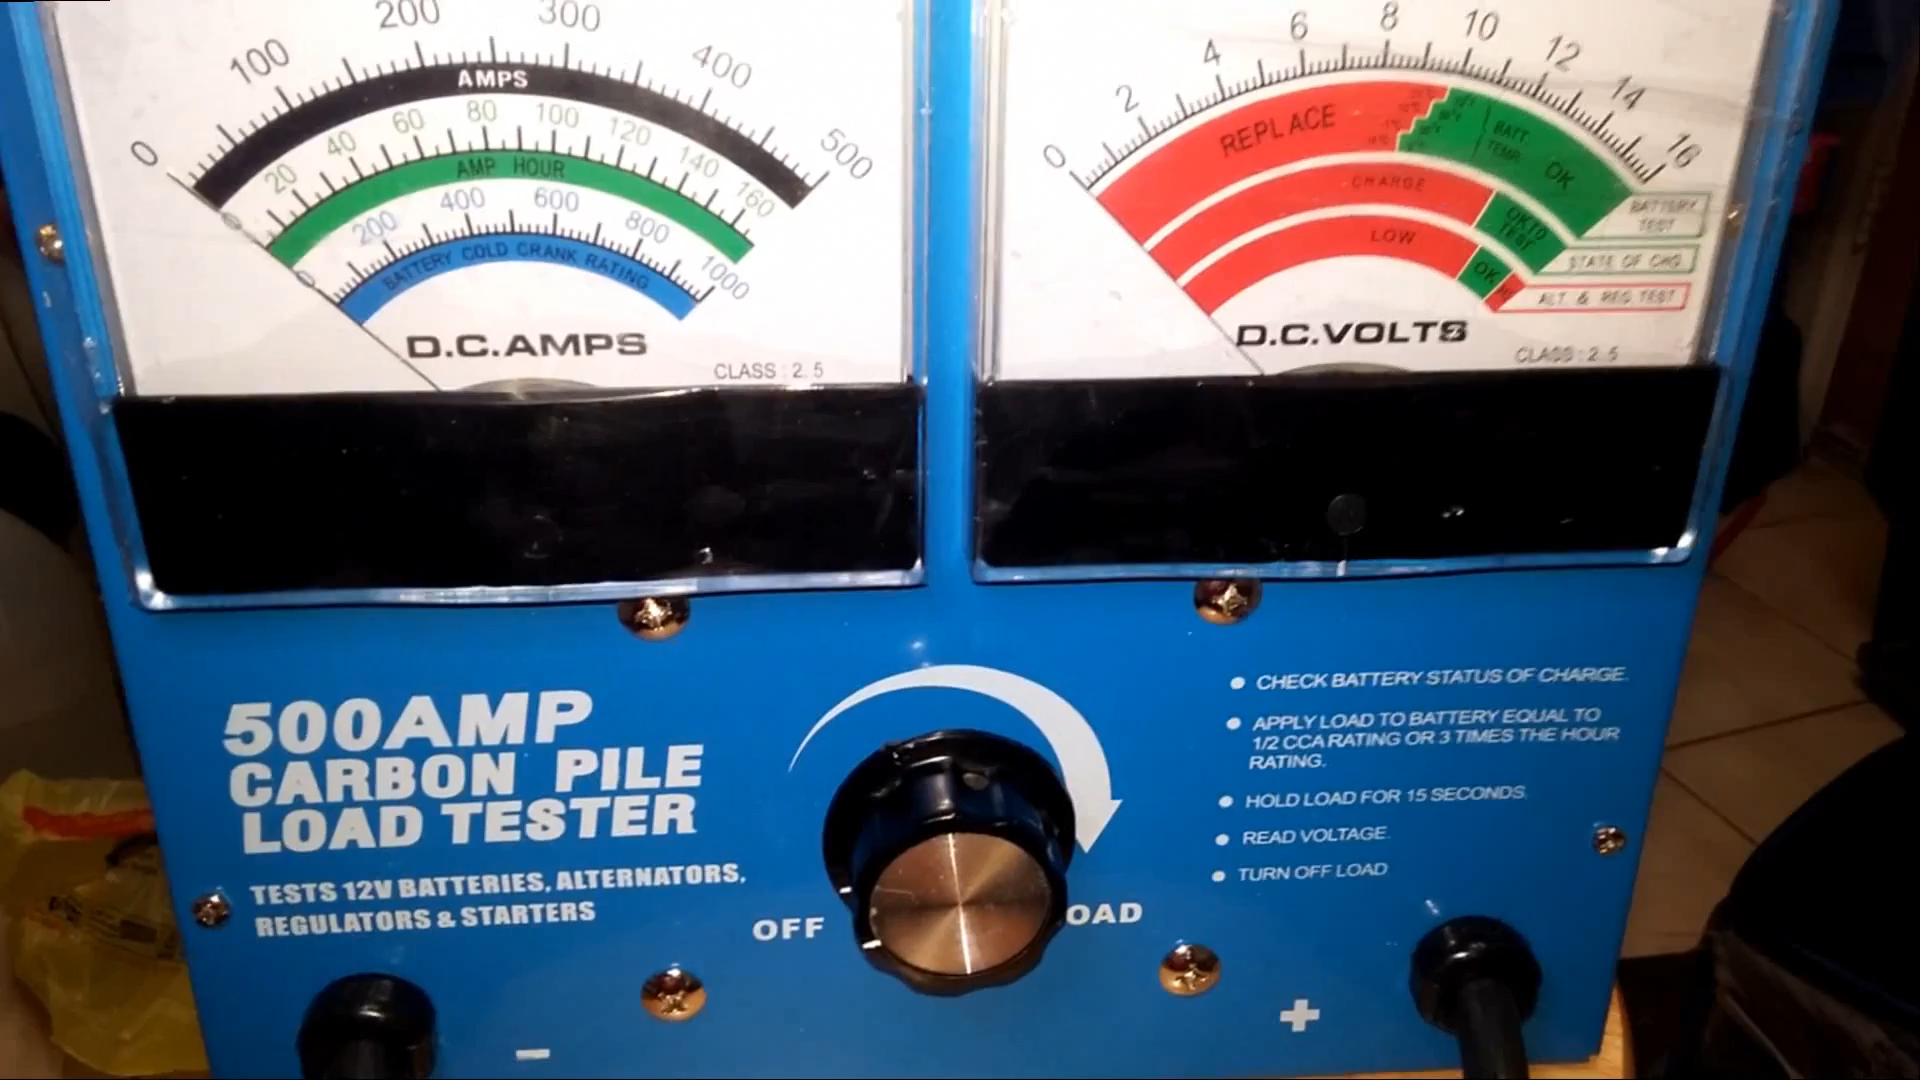 0 100 200 300 400 500
AMPS
20 40 60 80 100 120 140 160
AMP HOUR
0 200 400 600 800 1000
BATTERY COLD CRANK RATING
D.C.AMPS
CLASS : 2.5
0 2 4 6 8 10 12 14 16
REPLACE
BATT.
TEMP.
OK
BATTERY
TEST
CHARGE
OK TO
TEST
STATE OF CHG
LOW
OK
ALT & REG TEST
D.C.VOLTS
CLASS : 2.5
500AMP
CARBON PILE
LOAD TESTER
TESTS 12V BATTERIES, ALTERNATORS,
REGULATORS & STARTERS
OFF
OAD
● CHECK BATTERY STATUS OF CHARGE.
● APPLY LOAD TO BATTERY EQUAL TO
1/2 CCA RATING OR 3 TIMES THE HOUR
RATING.
● HOLD LOAD FOR 15 SECONDS.
● READ VOLTAGE.
● TURN OFF LOAD
−
+